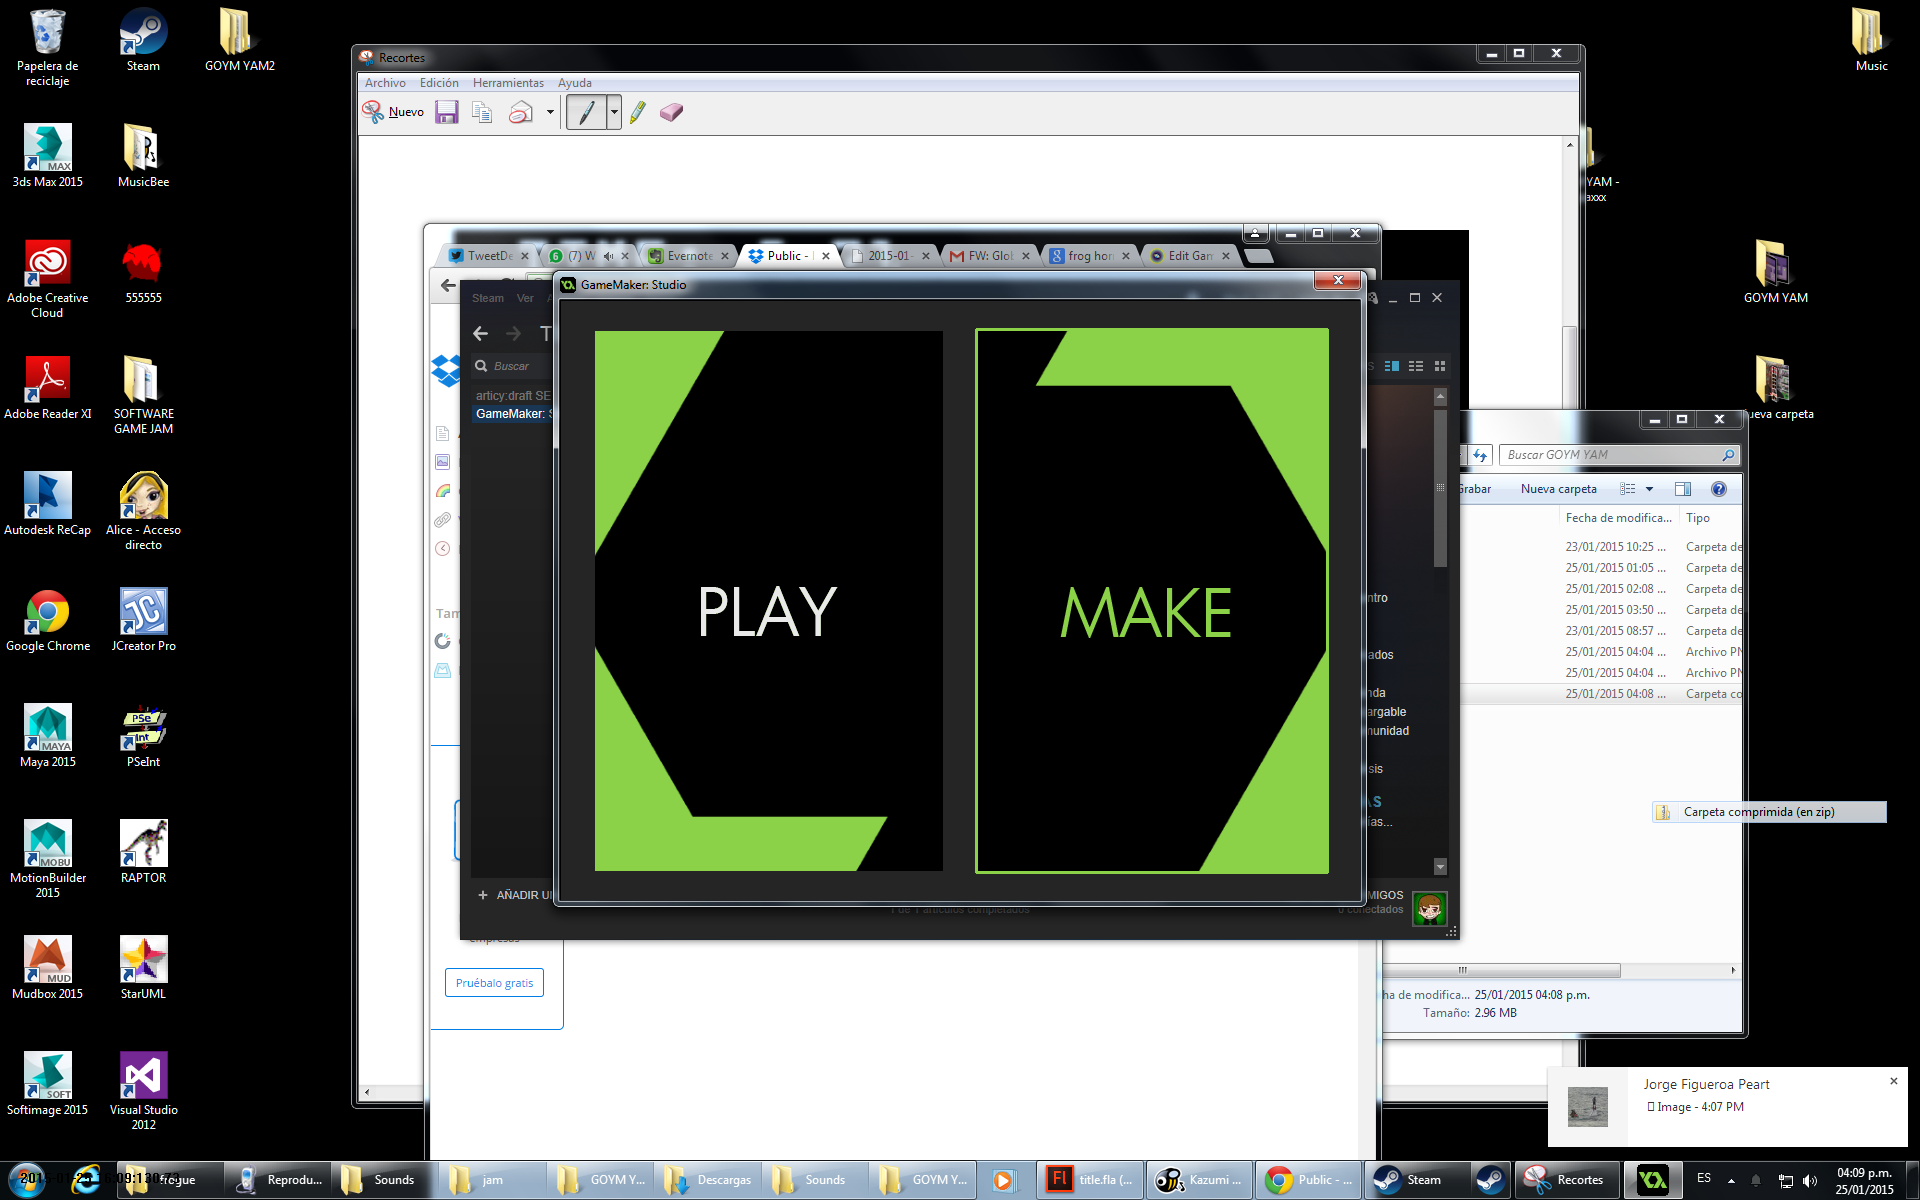 Papelera de
reciclaje
Steam
GOYM YAM2
3ds Max 2015
MusicBee
Adobe Creative
Cloud
555555
Adobe Reader XI
SOFTWARE
GAME JAM
Autodesk ReCap
Alice - Acceso
directo
Google Chrome
JCreator Pro
Maya 2015
PSeInt
MotionBuilder
2015
RAPTOR
Mudbox 2015
StarUML
Softimage 2015
Visual Studio
2012
Recortes
Archivo Edición Herramientas Ayuda
Nuevo
TweetDe
(7) W
Evernote
Public -
2015-01-
FW: Glo
frog hor
Edit Gam
Steam Ver
Buscar
articy:draft SE
GameMaker: S
AÑADIR U
1 de 1 artículos completados
0 conectados
GameMaker: Studio
PLAY
MAKE
Pruébalo gratis
Music
YAM -
axxx
GOYM YAM
ueva carpeta
Buscar GOYM YAM
Grabar Nueva carpeta
Fecha de modifica... Tipo
23/01/2015 10:25 ... Carpeta de
25/01/2015 01:05 ... Carpeta de
25/01/2015 02:08 ... Carpeta de
25/01/2015 03:50 ... Carpeta de
23/01/2015 08:57 ... Carpeta de
25/01/2015 04:04 ... Archivo PN
25/01/2015 04:04 ... Archivo PN
25/01/2015 04:08 ... Carpeta co
Carpeta comprimida (en zip)
ha de modifica... 25/01/2015 04:08 p.m.
Tamaño: 2.96 MB
Jorge Figueroa Peart
Image - 4:07 PM
Reprodu...
Sounds
jam
GOYM Y...
Descargas
Sounds
GOYM Y...
title.fla (...
Kazumi ...
Public - ...
Steam
Recortes
ES
04:09 p.m.
25/01/2015